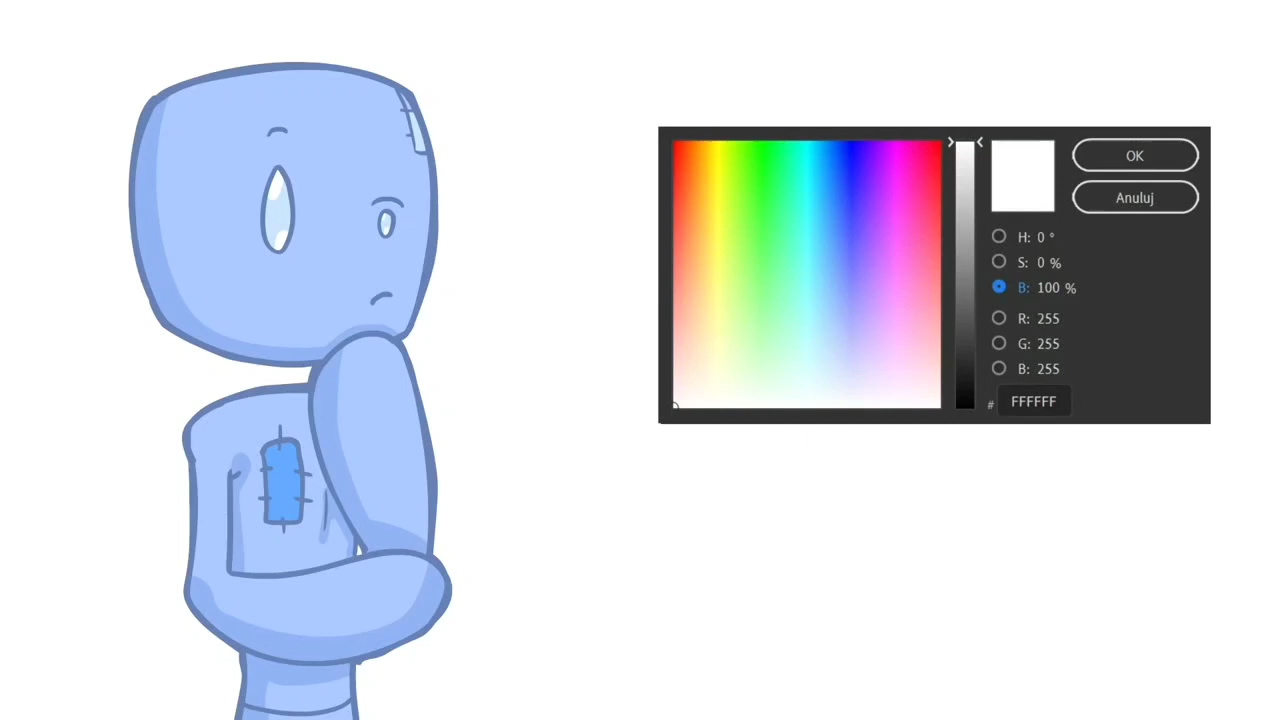 OK
Anuluj
H: 0 °
S: 0 %
B: 100 %
R: 255
G: 255
B: 255
# FFFFFF